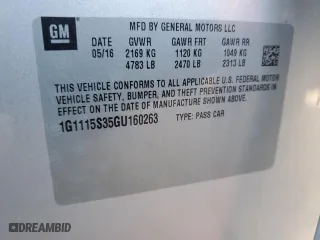 GM
MFD BY GENERAL MOTORS LLC
DATE GVWR GAWR FRT GAWR RR
05/16 2169 KG 1120 KG 1049 KG
4783 LB 2470 LB 2313 LB
THIS VEHICLE CONFORMS TO ALL APPLICABLE U.S. FEDERAL MOTOR
VEHICLE SAFETY, BUMPER, AND THEFT PREVENTION STANDARDS IN
EFFECT ON THE DATE OF MANUFACTURE SHOWN ABOVE.
1G1115S35GU160263 TYPE: PASS CAR
DREAMBID